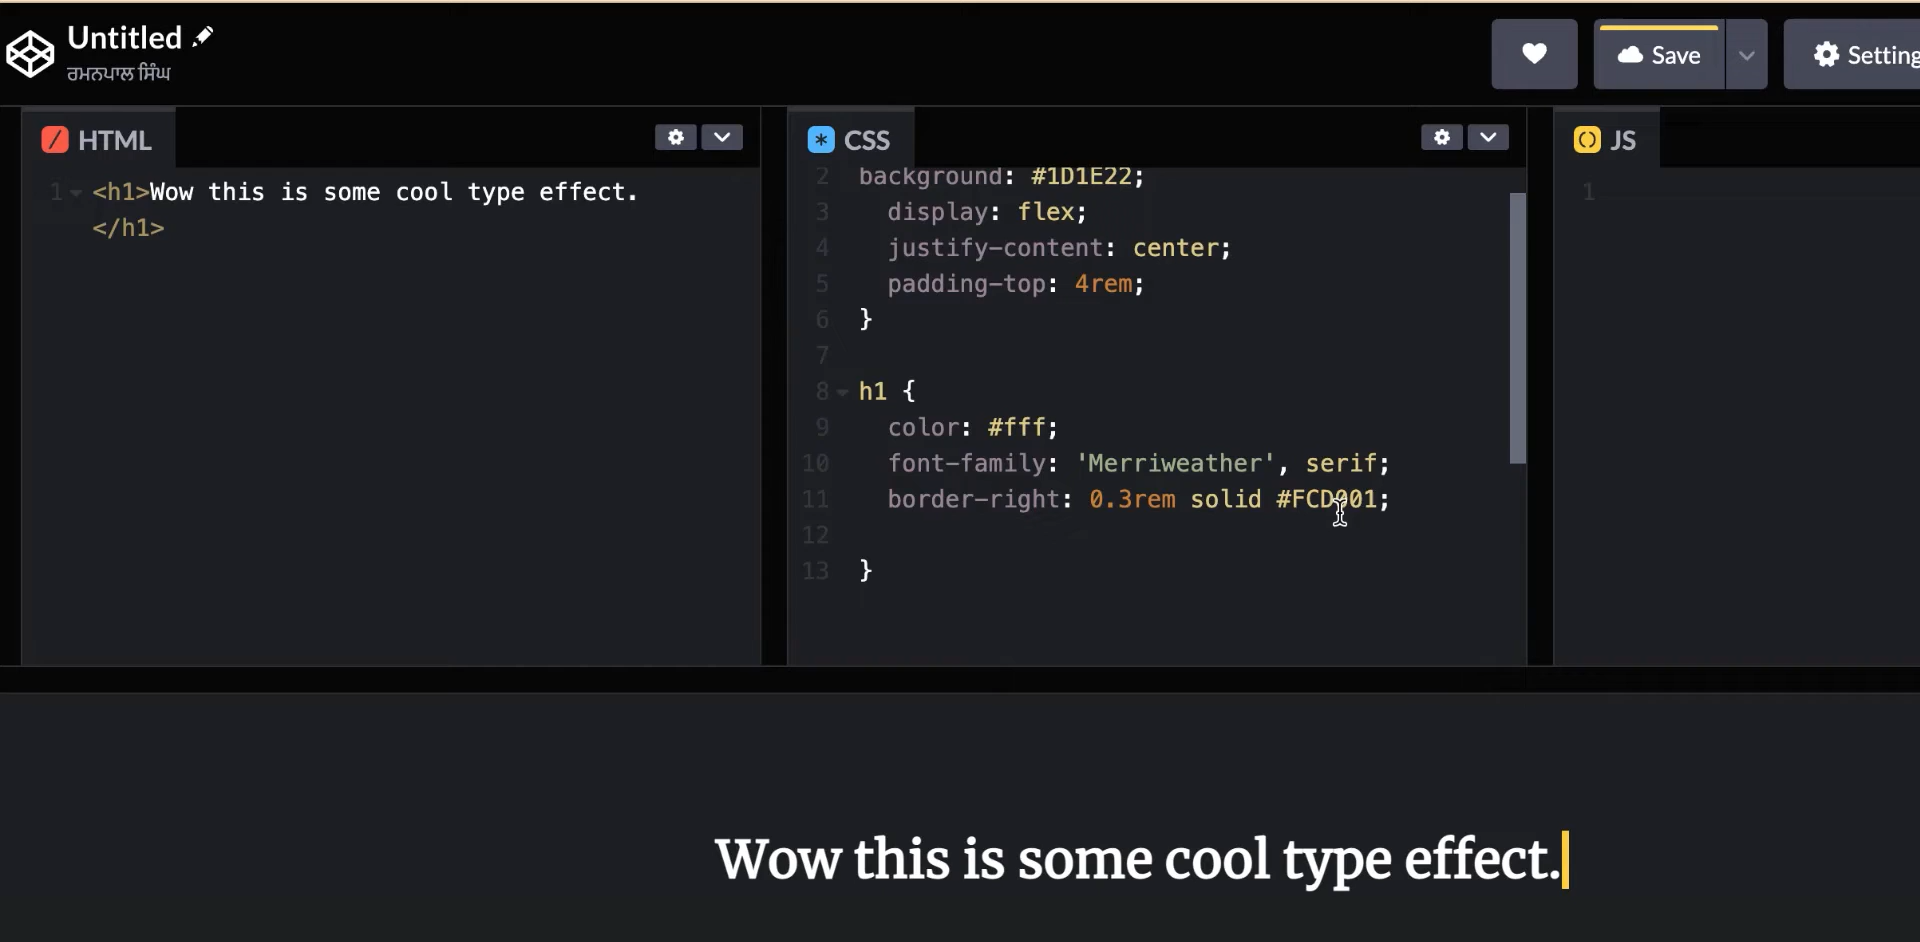 Untitled
ਰਮਨਪਾਲ ਸਿੰਘ
Save
Setting
HTML
1 <h1>Wow this is some cool type effect.
</h1>
CSS
2 background: #1D1E22;
3 display: flex;
4 justify-content: center;
5 padding-top: 4rem;
6 }
7
8 h1 {
9 color: #fff;
10 font-family: 'Merriweather', serif;
11 border-right: 0.3rem solid #FCD001;
12
13 }
JS
1
Wow this is some cool type effect.